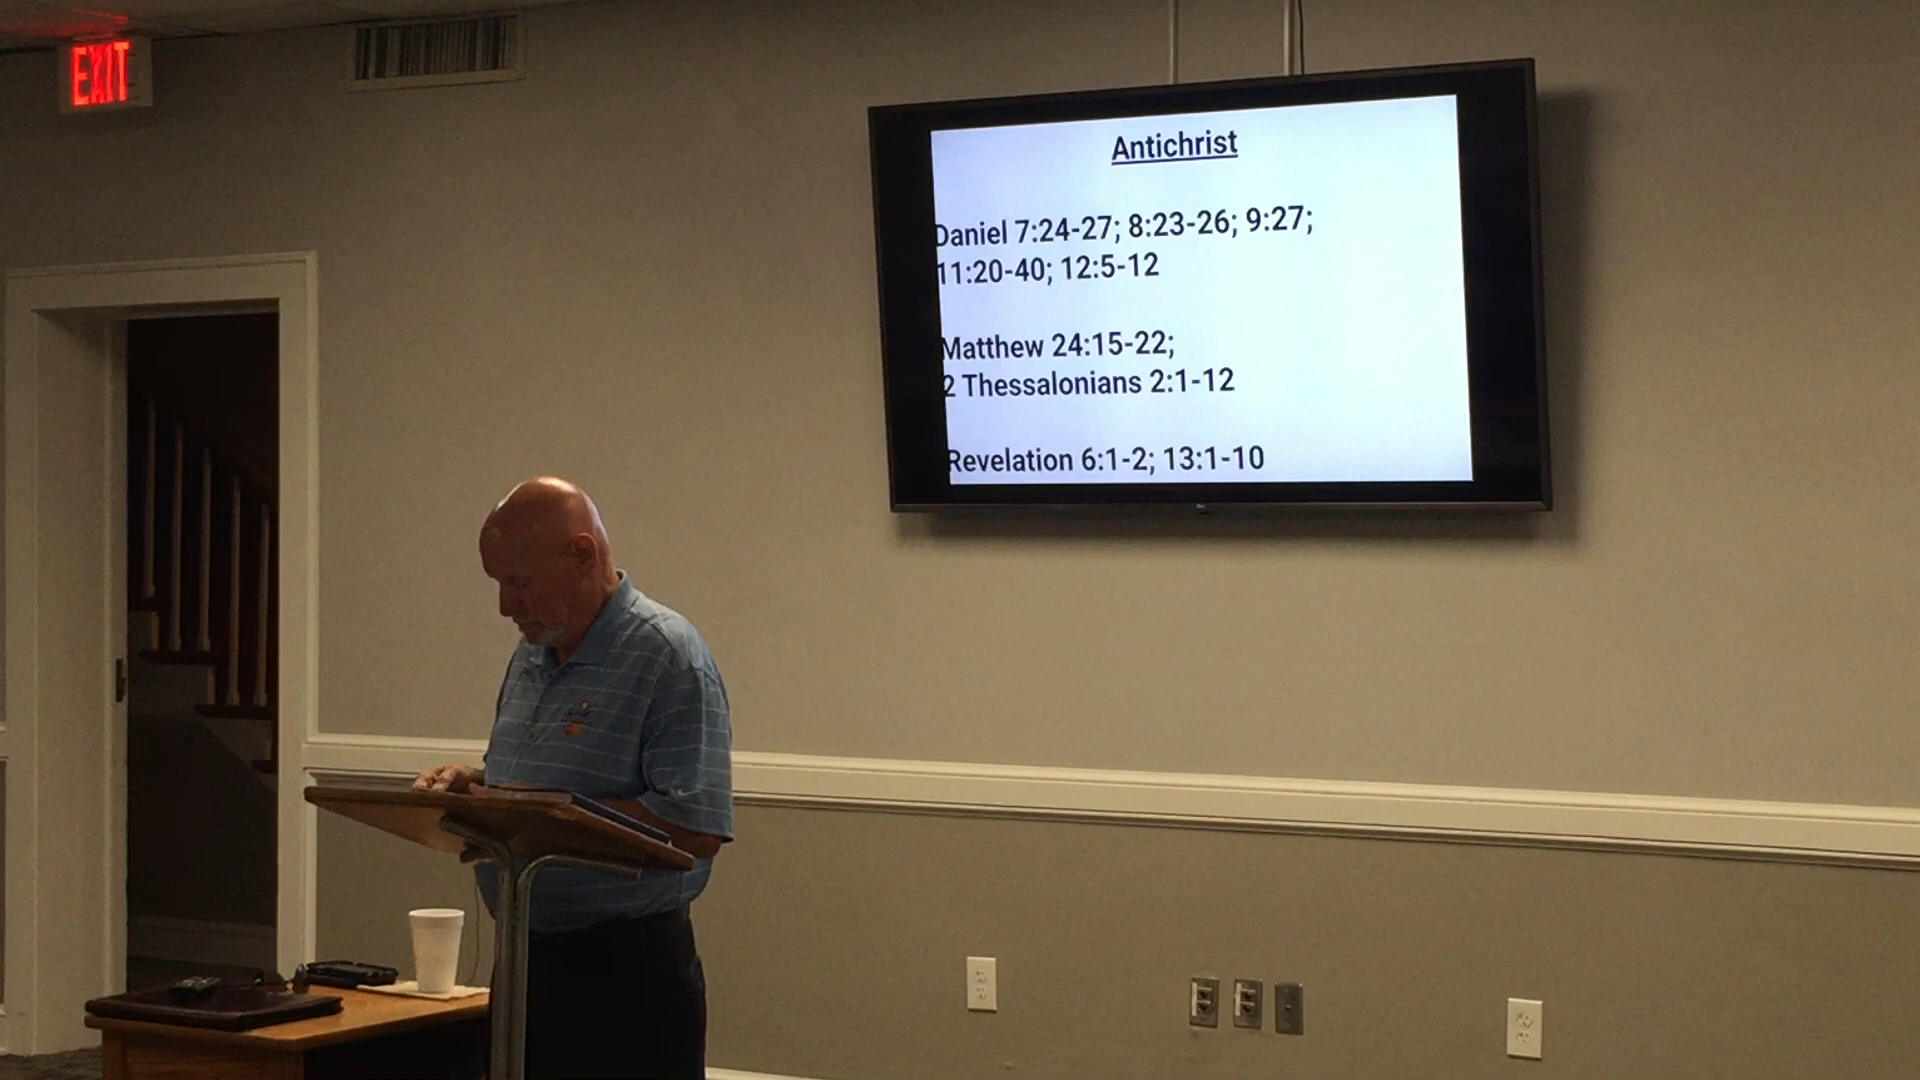 EXIT
Antichrist
Daniel 7:24-27; 8:23-26; 9:27;
11:20-40; 12:5-12
Matthew 24:15-22;
2 Thessalonians 2:1-12
Revelation 6:1-2; 13:1-10